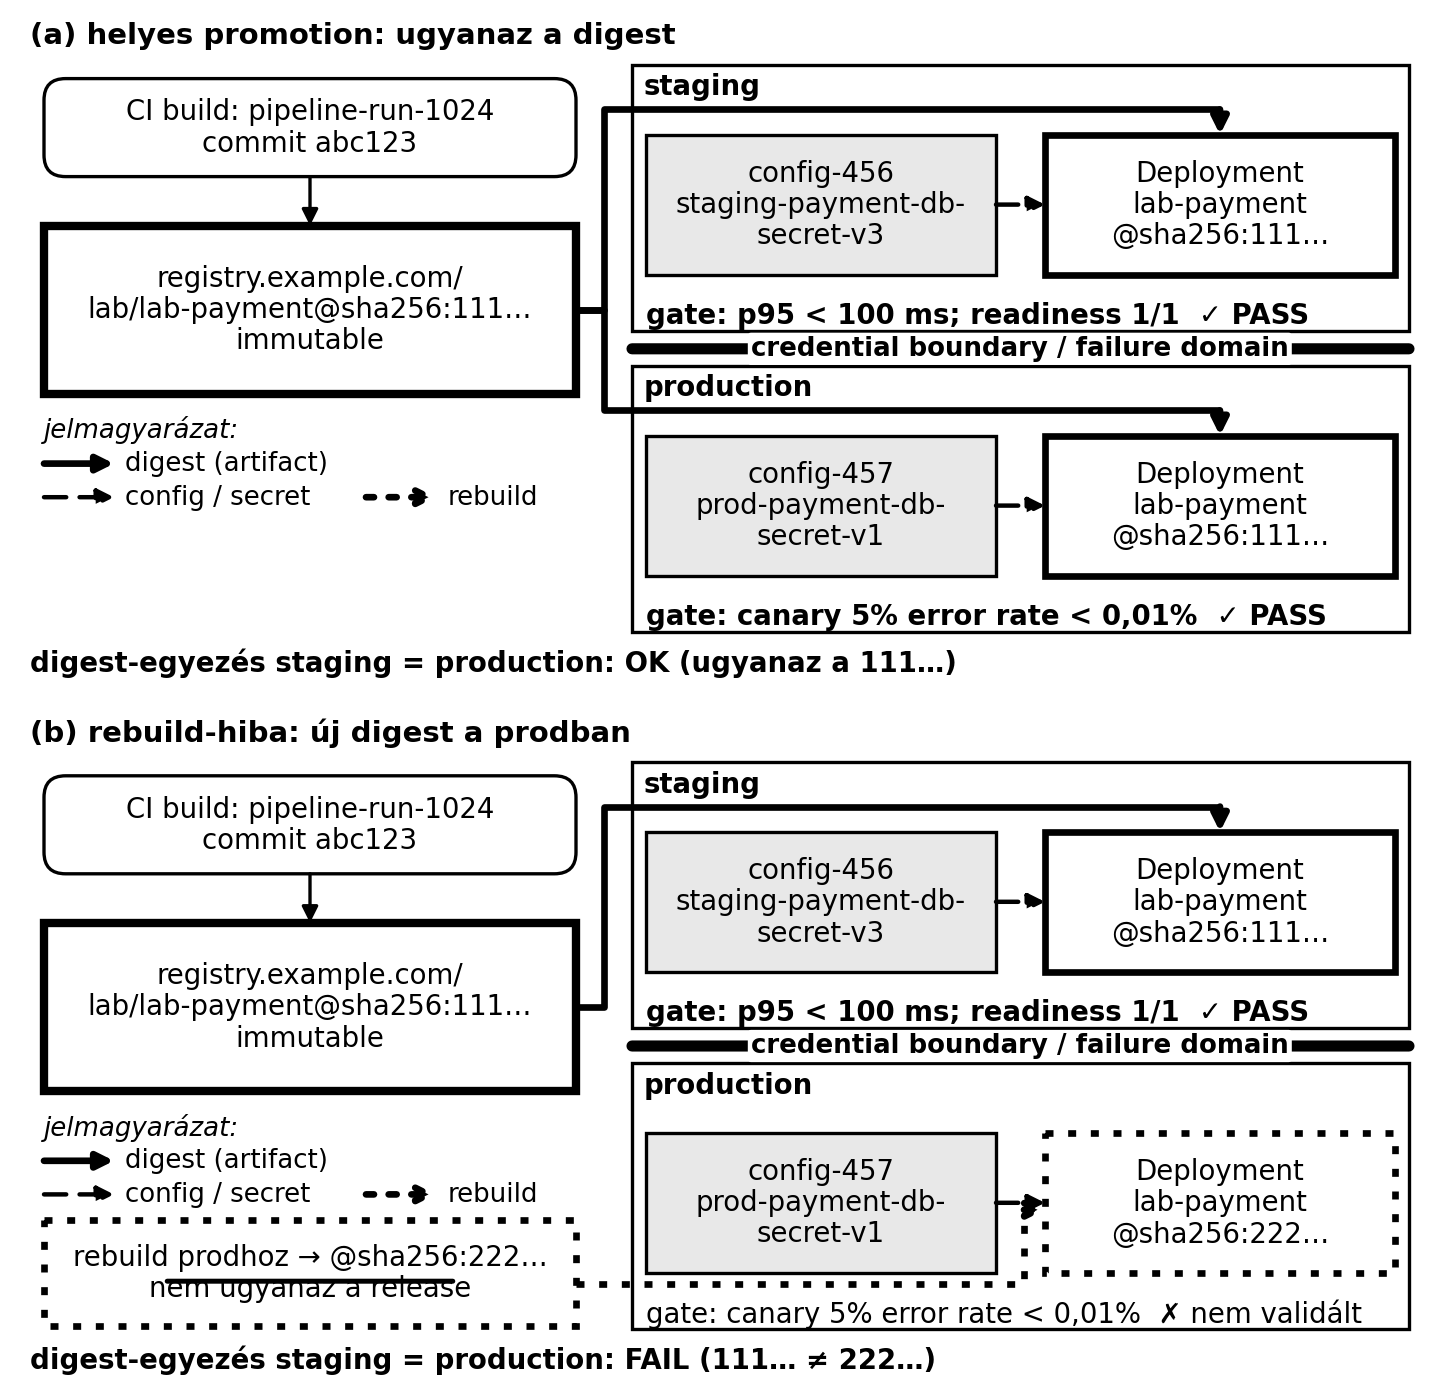 (a) helyes promotion: ugyanaz a digest
CI build: pipeline-run-1024
commit abc123
registry.example.com/
lab/lab-payment@sha256:111…
immutable
jelmagyarázat:
digest (artifact)
config / secret
rebuild
staging
config-456
staging-payment-db-
secret-v3
Deployment
lab-payment
@sha256:111…
gate: p95 < 100 ms; readiness 1/1 ✓ PASS
credential boundary / failure domain
production
config-457
prod-payment-db-
secret-v1
Deployment
lab-payment
@sha256:111…
gate: canary 5% error rate < 0,01% ✓ PASS
digest-egyezés staging = production: OK (ugyanaz a 111…)
(b) rebuild-hiba: új digest a prodban
CI build: pipeline-run-1024
commit abc123
registry.example.com/
lab/lab-payment@sha256:111…
immutable
jelmagyarázat:
digest (artifact)
config / secret
rebuild
rebuild prodhoz → @sha256:222…
nem ugyanaz a release
staging
config-456
staging-payment-db-
secret-v3
Deployment
lab-payment
@sha256:111…
gate: p95 < 100 ms; readiness 1/1 ✓ PASS
credential boundary / failure domain
production
config-457
prod-payment-db-
secret-v1
Deployment
lab-payment
@sha256:222…
gate: canary 5% error rate < 0,01% ✗ nem validált
digest-egyezés staging = production: FAIL (111… ≠ 222…)